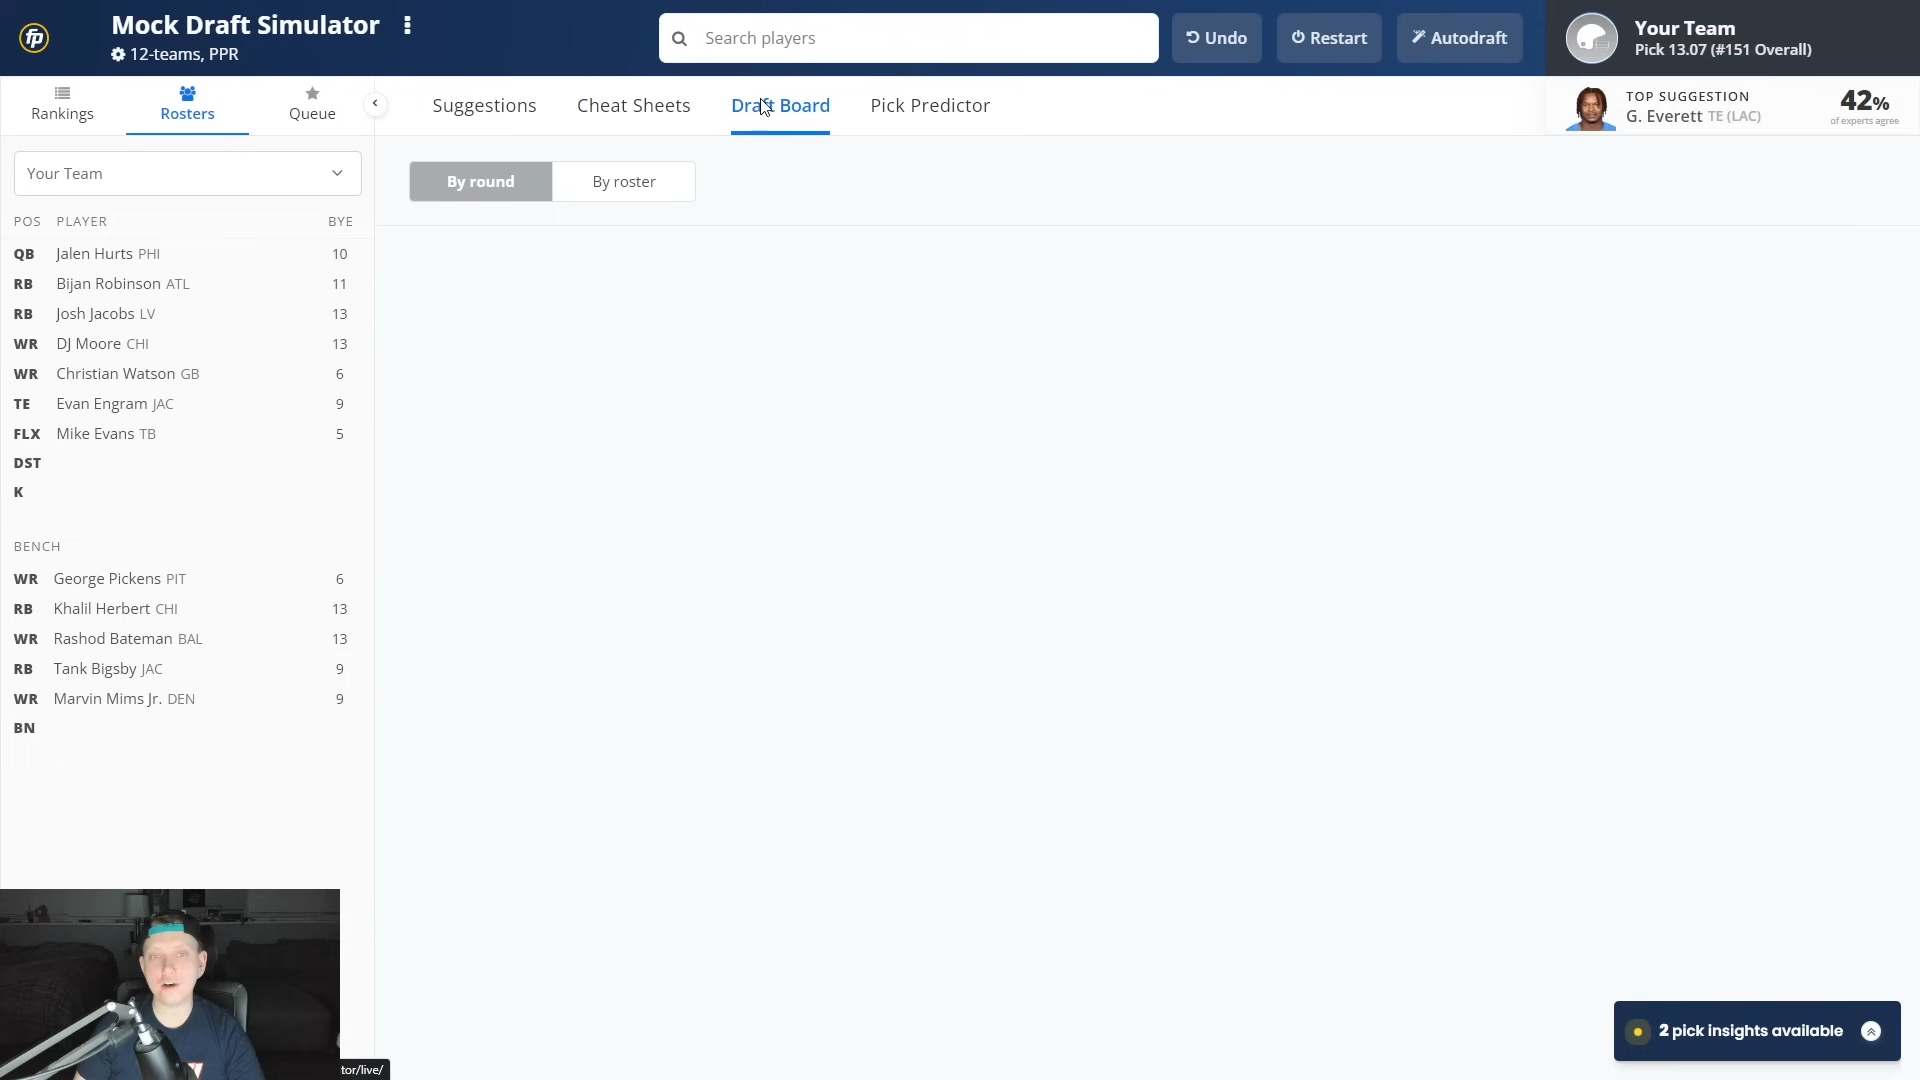 fp
Mock Draft Simulator
12-teams, PPR
Search players
Undo
Restart
Autodraft
Your Team
Pick 13.07 (#151 Overall)
Rankings
Rosters
Queue
Suggestions
Cheat Sheets
Draft Board
Pick Predictor
TOP SUGGESTION
G. Everett TE (LAC)
42%
of experts agree
Your Team
By round
By roster
POS PLAYER BYE
QB Jalen Hurts PHI 10
RB Bijan Robinson ATL 11
RB Josh Jacobs LV 13
WR DJ Moore CHI 13
WR Christian Watson GB 6
TE Evan Engram JAC 9
FLX Mike Evans TB 5
DST
K
BENCH
WR George Pickens PIT 6
RB Khalil Herbert CHI 13
WR Rashod Bateman BAL 13
RB Tank Bigsby JAC 9
WR Marvin Mims Jr. DEN 9
BN
2 pick insights available
tor/live/